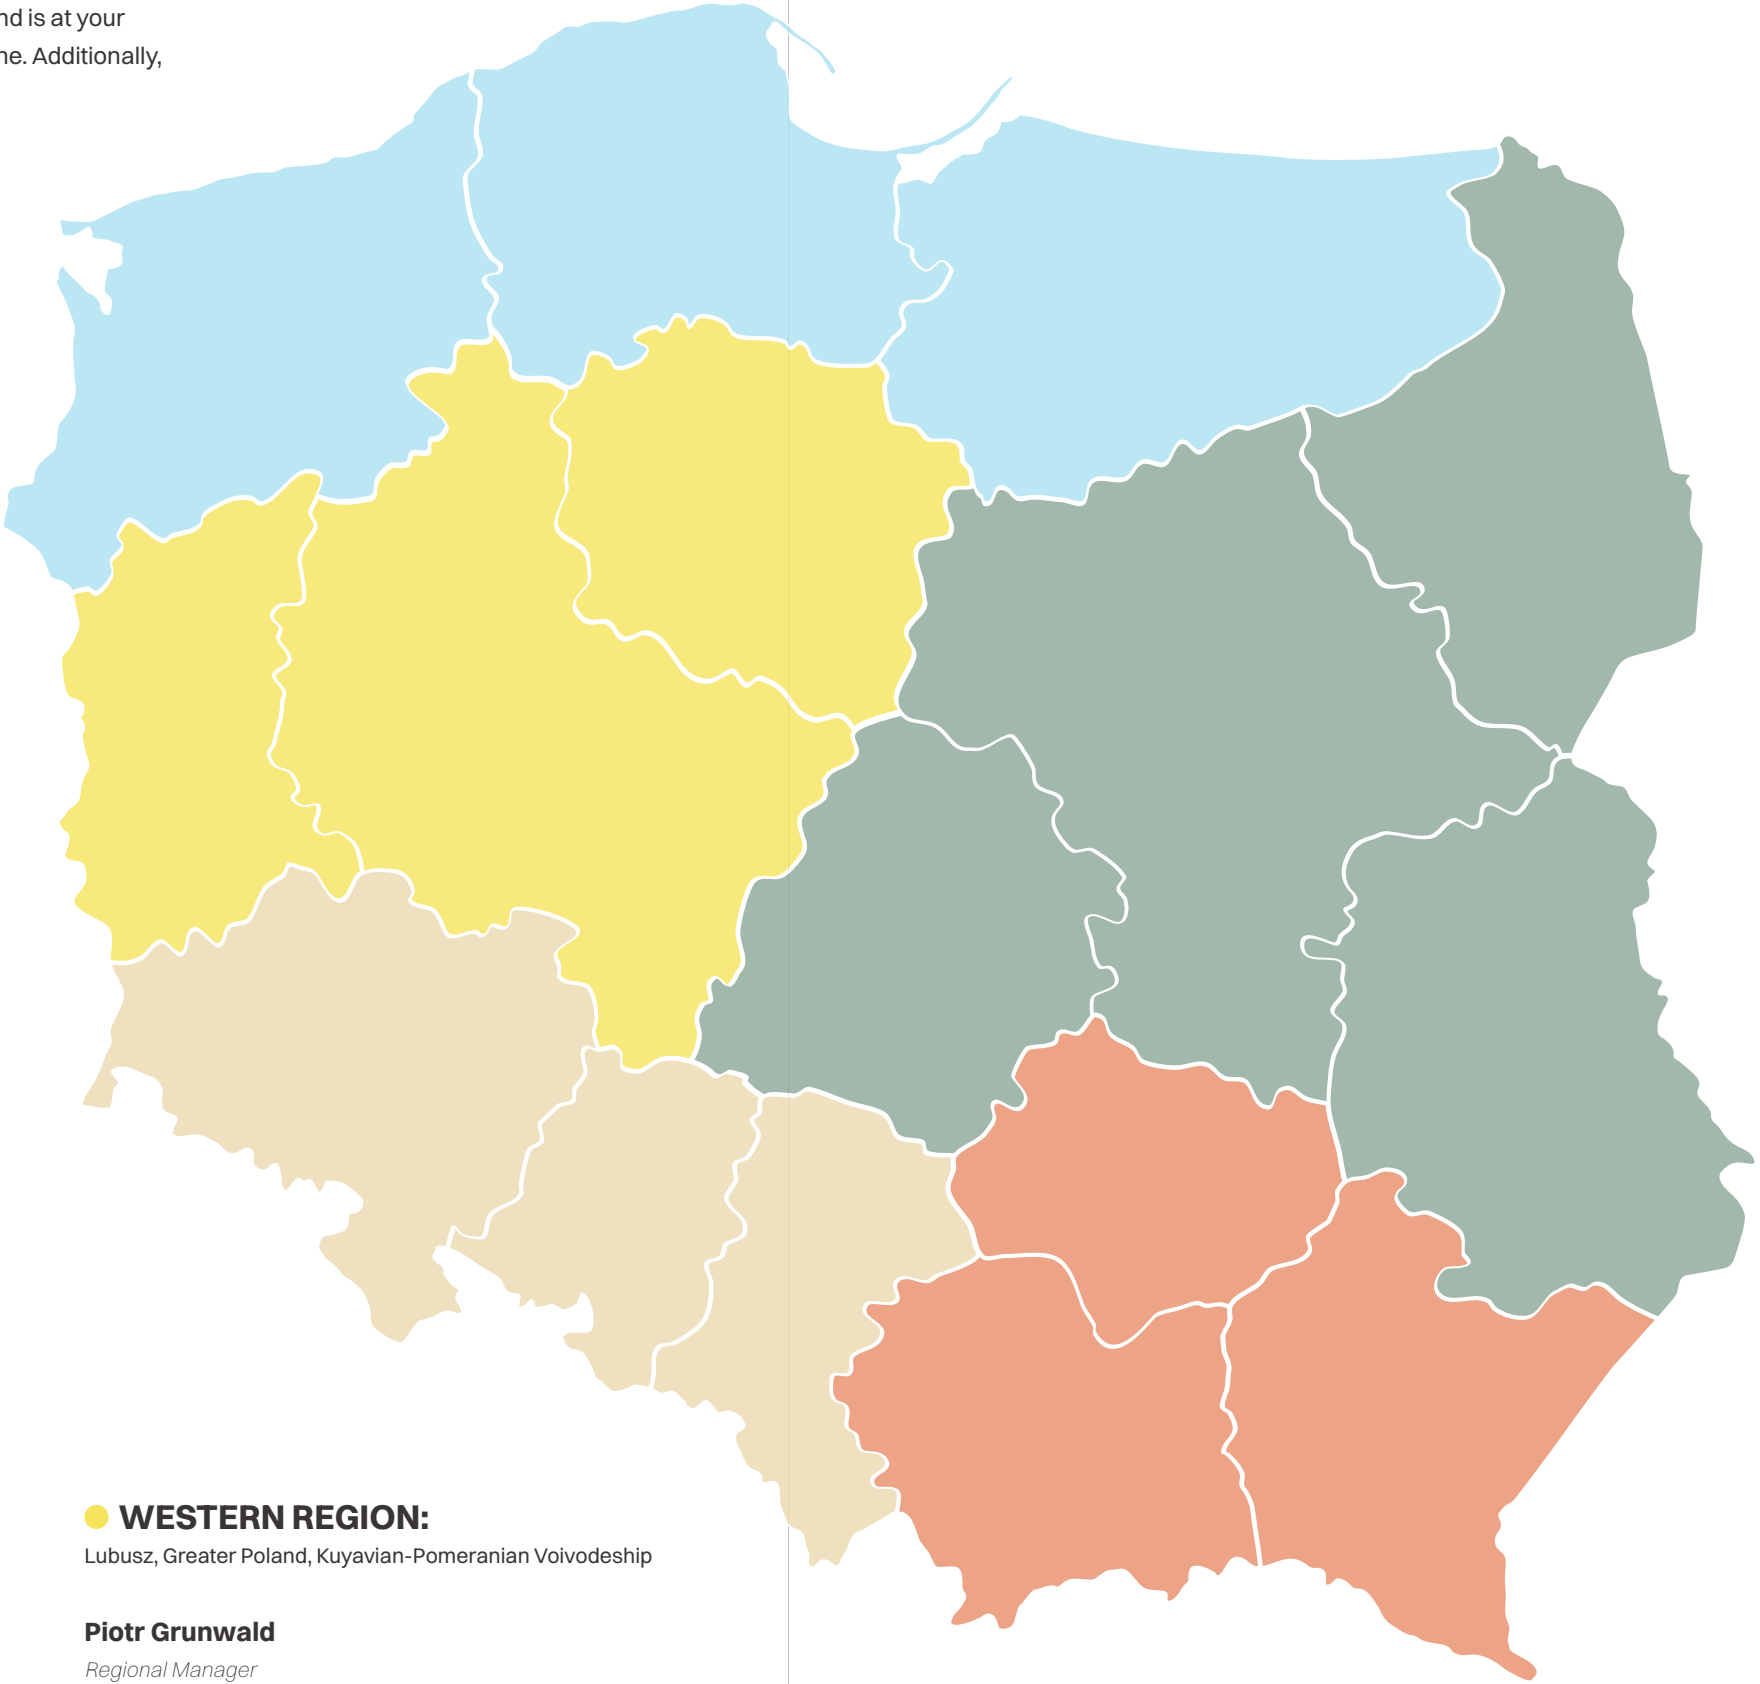 nd is at your
ne. Additionally,
WESTERN REGION:
Lubusz, Greater Poland, Kuyavian-Pomeranian Voivodeship
Piotr Grunwald
Regional Manager